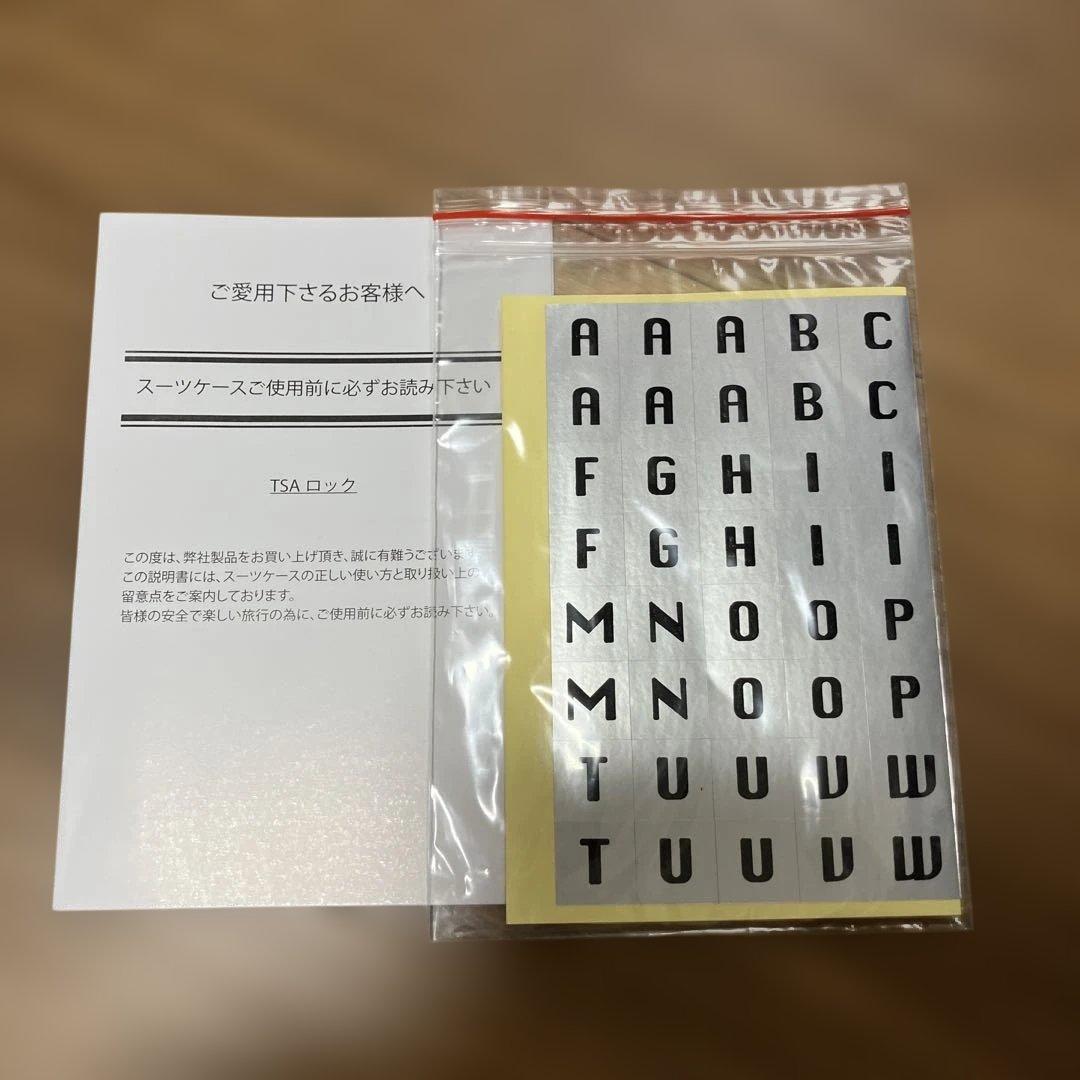 ご愛用下さるお客様へ
スーツケースご使用前に必ずお読み下さい
TSA ロック
この度は、弊社製品をお買い上げ頂き、誠に有難うございます。
この説明書には、スーツケースの正しい使い方と取り扱い上の
留意点をご案内しております。
皆様の安全で楽しい旅行の為に、ご使用前に必ずお読み下さい。
A A A B C
A A A B C
F G H I I
F G H I I
M N O O P
M N O O P
T U U V W
T U U V W